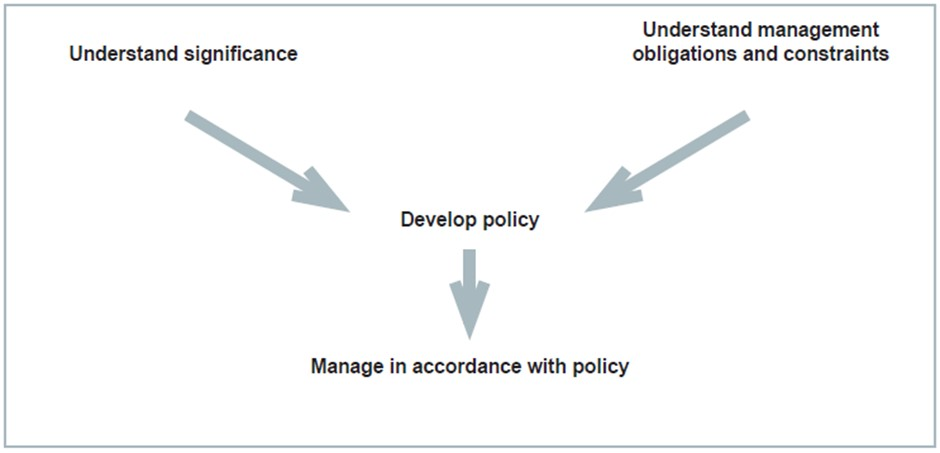 Understand significance
Understand management
obligations and constraints
Develop policy
Manage in accordance with policy